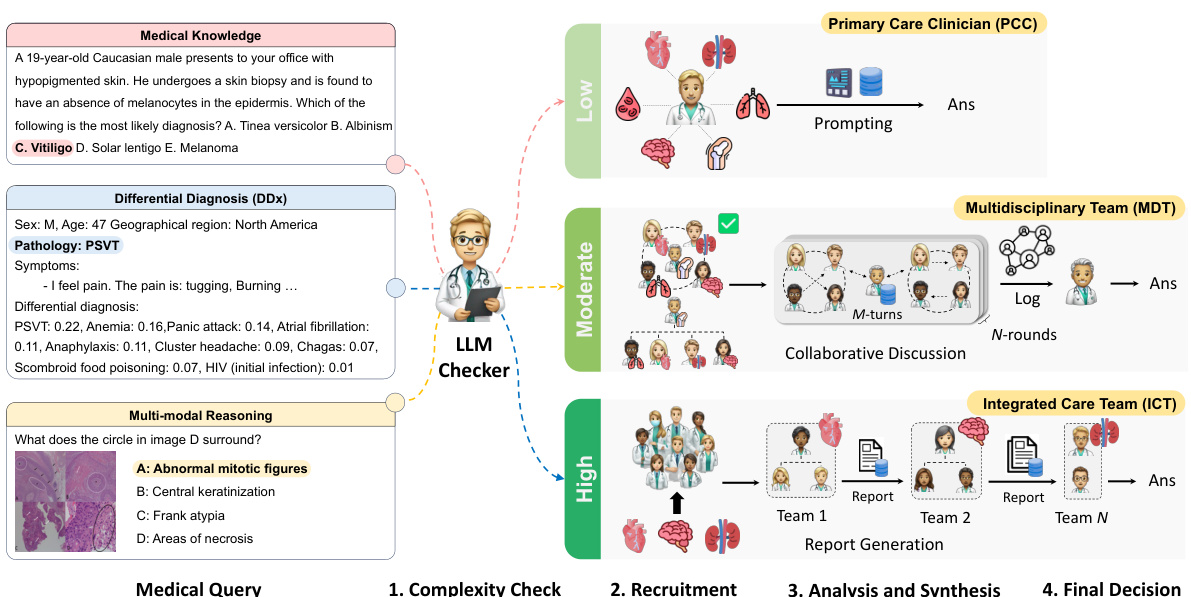 Medical Knowledge
A 19-year-old Caucasian male presents to your office with
hypopigmented skin. He undergoes a skin biopsy and is found to
have an absence of melanocytes in the epidermis. Which of the
following is the most likely diagnosis? A. Tinea versicolor B. Albinism
C. Vitiligo D. Solar lentigo E. Melanoma
Differential Diagnosis (DDx)
Sex: M, Age: 47 Geographical region: North America
Pathology: PSVT
Symptoms:
- I feel pain. The pain is: tugging, Burning …
Differential diagnosis:
PSVT: 0.22, Anemia: 0.16,Panic attack: 0.14, Atrial fibrillation:
0.11, Anaphylaxis: 0.11, Cluster headache: 0.09, Chagas: 0.07,
Scombroid food poisoning: 0.07, HIV (initial infection): 0.01
Multi-modal Reasoning
What does the circle in image D surround?
A: Abnormal mitotic figures
B: Central keratinization
C: Frank atypia
D: Areas of necrosis
Medical Query
LLM
Checker
1. Complexity Check
Low
Primary Care Clinician (PCC)
Prompting
Ans
Moderate
Multidisciplinary Team (MDT)
M-turns
Collaborative Discussion
Log
N-rounds
Ans
High
Integrated Care Team (ICT)
Team 1
Report
Team 2
Report
Team N
Ans
Report Generation
2. Recruitment
3. Analysis and Synthesis
4. Final Decision